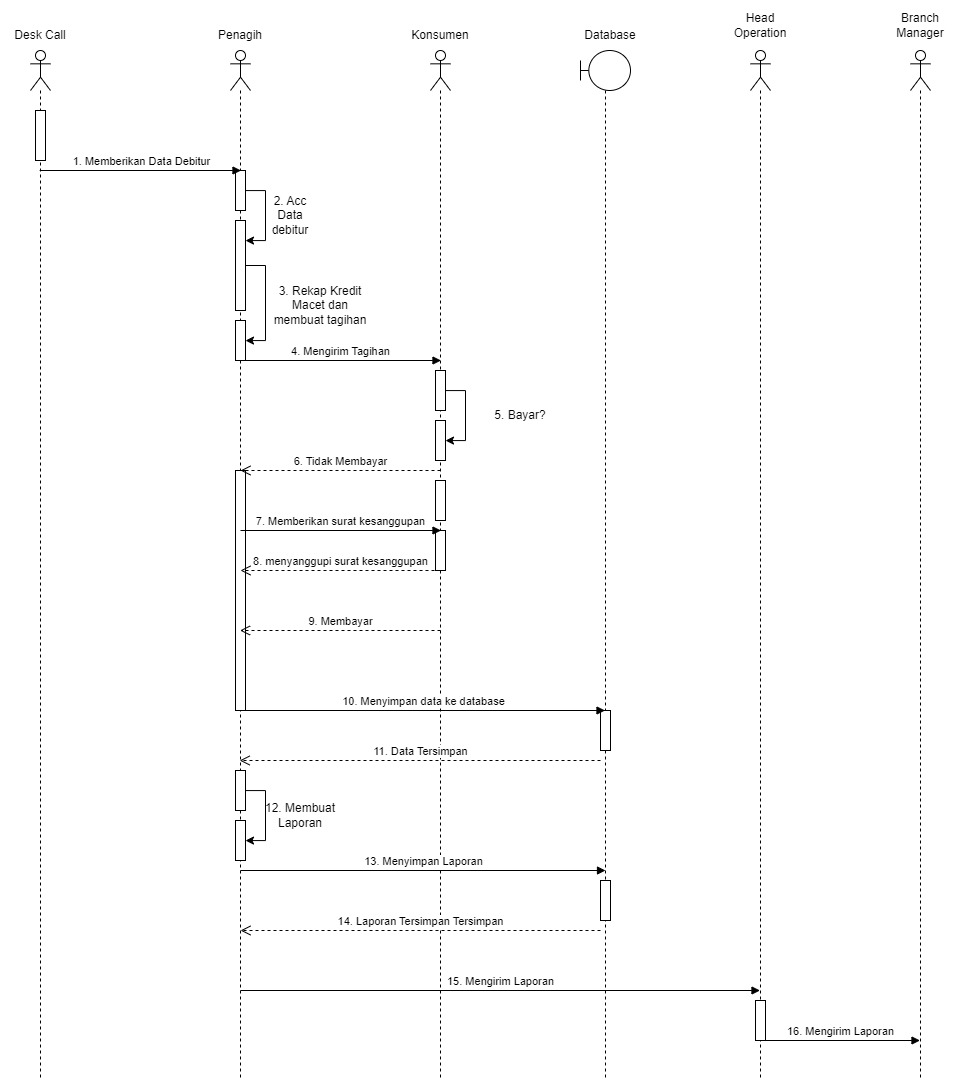 Desk Call
Penagih
Konsumen
Database
Head
Operation
Branch
Manager
1. Memberikan Data Debitur
2. Acc
Data
debitur
3. Rekap Kredit
Macet dan
membuat tagihan
4. Mengirim Tagihan
5. Bayar?
6. Tidak Membayar
7. Memberikan surat kesanggupan
8. menyanggupi surat kesanggupan
9. Membayar
10. Menyimpan data ke database
11. Data Tersimpan
12. Membuat
Laporan
13. Menyimpan Laporan
14. Laporan Tersimpan Tersimpan
15. Mengirim Laporan
16. Mengirim Laporan